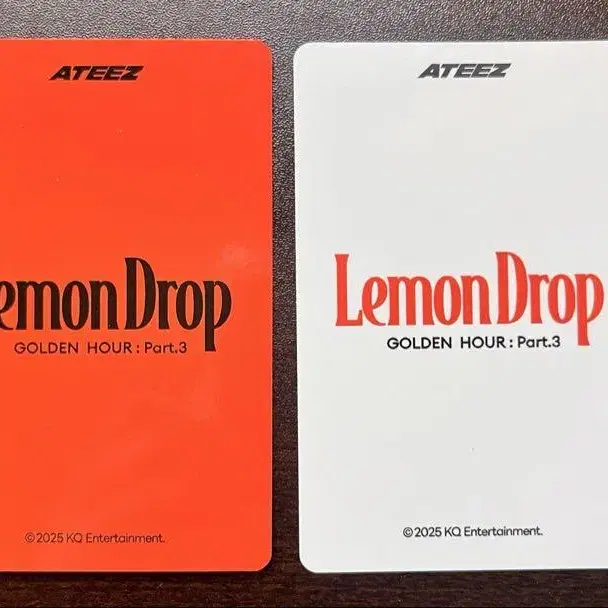 ATEEZ
emon Drop
GOLDEN HOUR : Part.3
©2025 KQ Entertainment.
ATEEZ
Lemon Drop
GOLDEN HOUR : Part.3
©2025 KQ Entertainment.